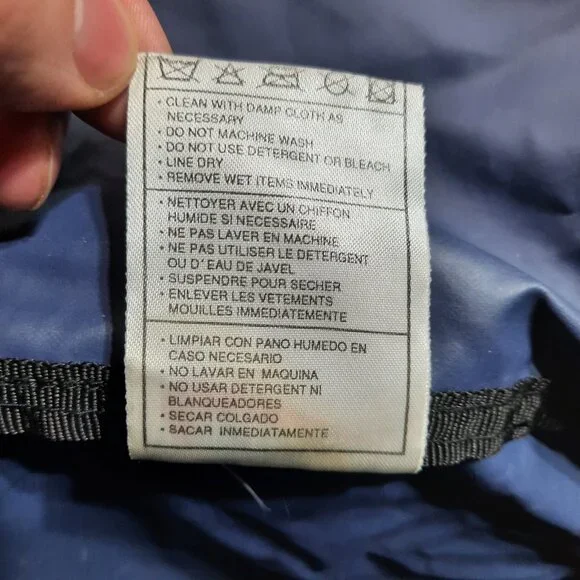 • CLEAN WITH DAMP CLOTH AS
NECESSARY
• DO NOT MACHINE WASH
• DO NOT USE DETERGENT OR BLEACH
• LINE DRY
• REMOVE WET ITEMS IMMEDIATELY
• NETTOYER AVEC UN CHIFFON
HUMIDE SI NECESSAIRE
• NE PAS LAVER EN MACHINE
• NE PAS UTILISER LE DETERGENT
OU D'EAU DE JAVEL
• SUSPENDRE POUR SECHER
• ENLEVER LES VETEMENTS
MOUILLES IMMEDIATEMENT
• LIMPIAR CON PANO HUMEDO EN
CASO NECESARIO
• NO LAVAR EN MAQUINA
• NO USAR DETERGENT NI
BLANQUEADORES
• SECAR COLGADO
• SACAR INMEDIATAMENTE